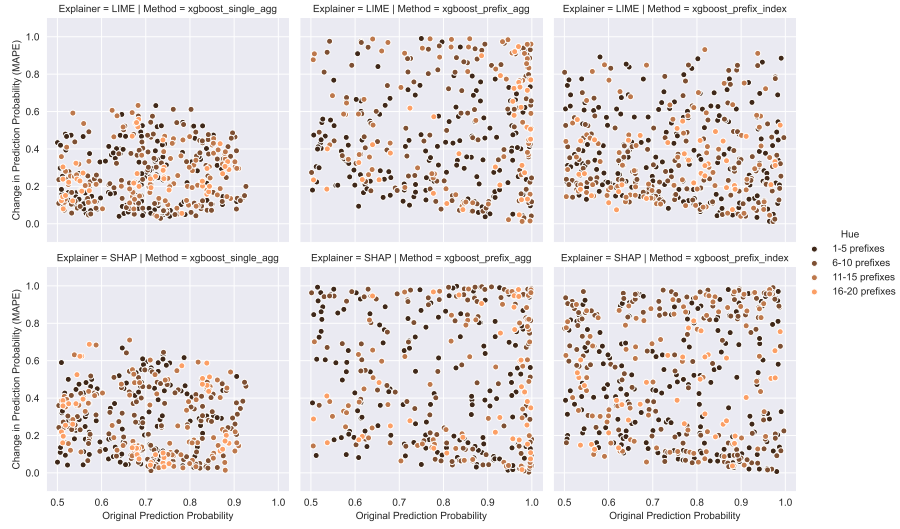 Explainer = LIME | Method = xgboost_single_agg
Explainer = LIME | Method = xgboost_prefix_agg
Explainer = LIME | Method = xgboost_prefix_index
Change in Prediction Probability (MAPE)
1.0
0.8
0.6
0.4
0.2
0.0
Explainer = SHAP | Method = xgboost_single_agg
Explainer = SHAP | Method = xgboost_prefix_agg
Explainer = SHAP | Method = xgboost_prefix_index
Change in Prediction Probability (MAPE)
1.0
0.8
0.6
0.4
0.2
0.0
0.5 0.6 0.7 0.8 0.9 1.0
0.5 0.6 0.7 0.8 0.9 1.0
0.5 0.6 0.7 0.8 0.9 1.0
Original Prediction Probability
Original Prediction Probability
Original Prediction Probability
Hue
1-5 prefixes
6-10 prefixes
11-15 prefixes
16-20 prefixes